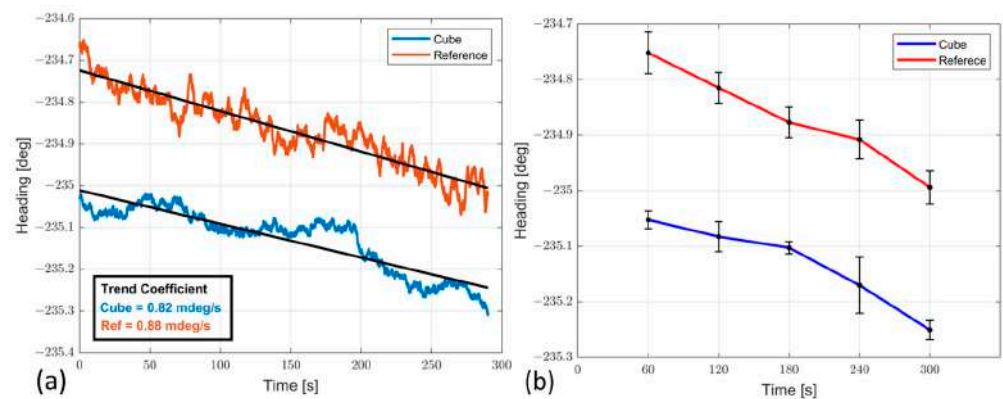 −234.6
−234.7
−234.8
−234.9
−235
−235.1
−235.2
−235.3
−235.4
Heading [deg]
Cube
Reference
Trend Coefficient
Cube = 0.82 mdeg/s
Ref = 0.88 mdeg/s
0 50 100 150 200 250 300
(a) Time [s]
−234.7
−234.8
−234.9
−235
−235.1
−235.2
−235.3
Heading [deg]
Cube
Referece
0 60 120 180 240 300
(b) Time [s]